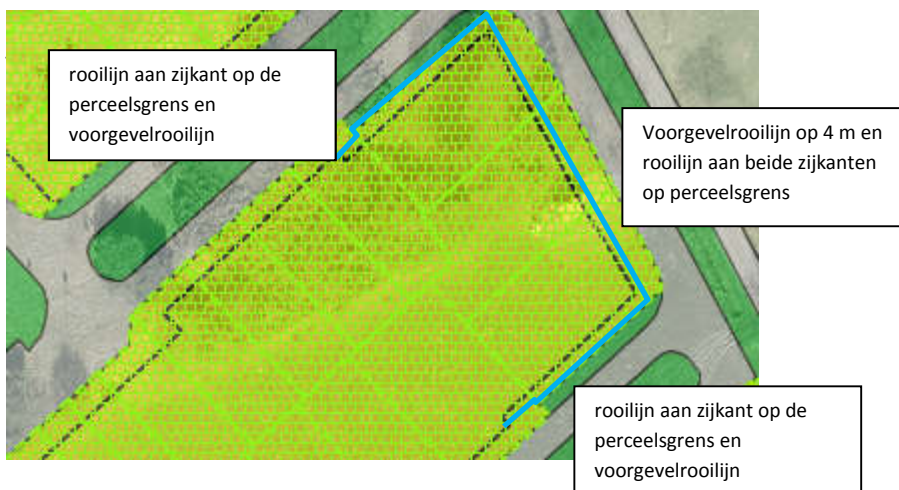 rooilijn aan zijkant op de
perceelsgrens en
voorgevelrooilijn
Voorgevelrooilijn op 4 m en
rooilijn aan beide zijkanten
op perceelsgrens
rooilijn aan zijkant op de
perceelsgrens en
voorgevelrooilijn